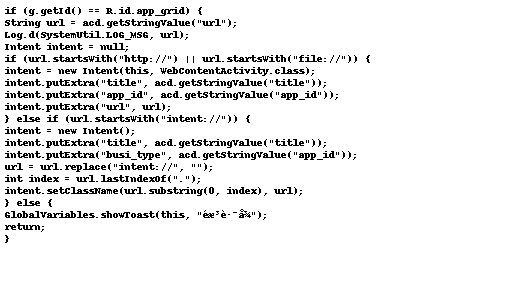 if (g.getId() == R.id.app_grid) {
String url = acd.getStringValue("url");
Log.d(SystemUtil.LOG_MSG, url);
Intent intent = null;
if (url.startsWith("http://") || url.startsWith("file://")) {
intent = new Intent(this, WebContentActivity.class);
intent.putExtra("title", acd.getStringValue("title"));
intent.putExtra("app_id", acd.getStringValue("app_id"));
intent.putExtra("url", url);
} else if (url.startsWith("intent://")) {
intent = new Intent();
intent.putExtra("title", acd.getStringValue("title"));
intent.putExtra("busi_type", acd.getStringValue("app_id"));
url = url.replace("intent://", "");
int index = url.lastIndexOf(".");
intent.setClassName(url.substring(0, index), url);
} else {
GlobalVariables.showToast(this, "");
return;
}